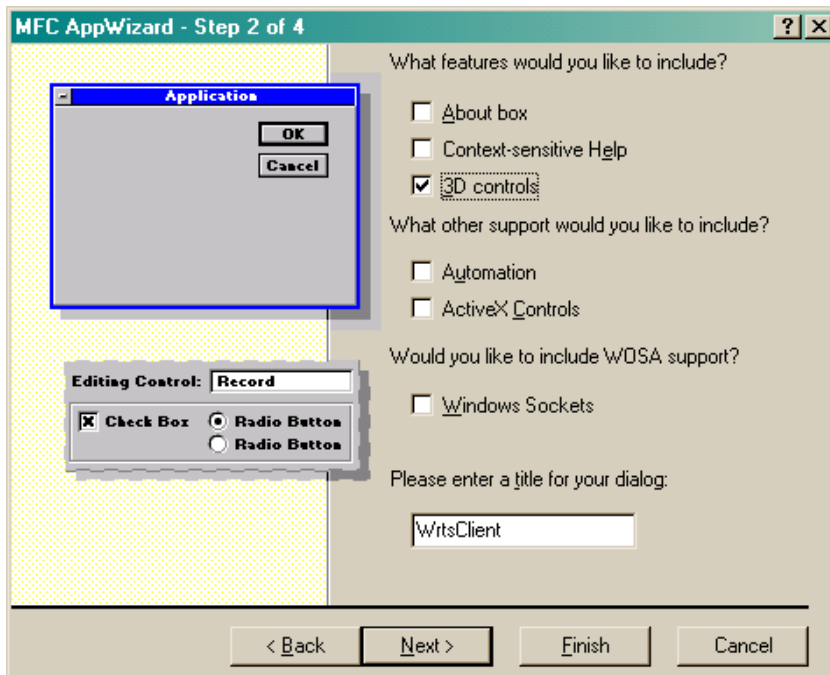 MFC AppWizard - Step 2 of 4
Application
OK
Cancel
Editing Control: Record
Check Box
Radio Button
Radio Button
What features would you like to include?
About box
Context-sensitive Help
3D controls
What other support would you like to include?
Automation
ActiveX Controls
Would you like to include WOSA support?
Windows Sockets
Please enter a title for your dialog:
WrtsClient
< Back
Next >
Finish
Cancel